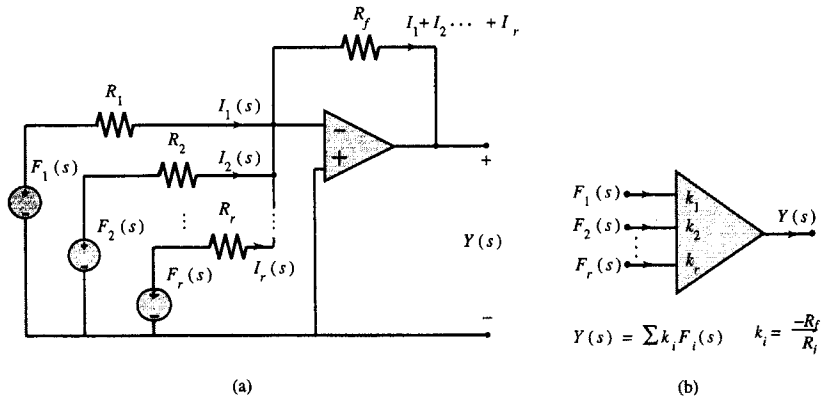 R_f
I_1 + I_2 ··· + I_r
R_1
I_1(s)
R_2
I_2(s)
F_1(s)
F_2(s)
R_r
I_r(s)
F_r(s)
−
+
+
Y(s)
−
(a)
F_1(s)
F_2(s)
F_r(s)
k_1
k_2
k_r
Y(s)
Y(s) = ∑ k_i F_i(s)    k_i = −R_f / R_i
(b)